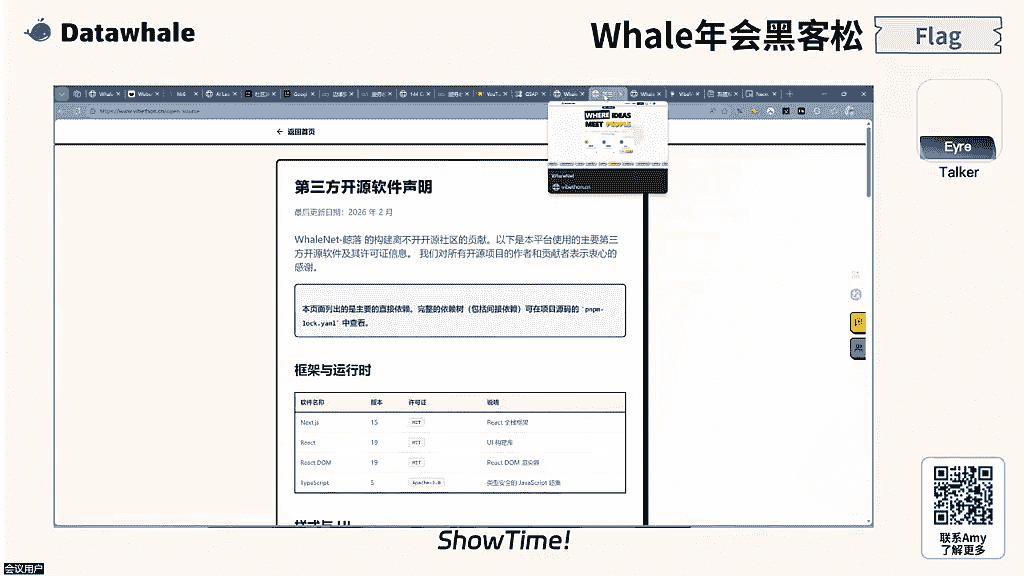 Datawhale
Whale年会黑客松
Flag
https://www.vibethon.cn/open_source
← 返回首页
WHERE IDEAS
MEET PEOPLE
WhaleNet
vibethon.cn
第三方开源软件声明
最后更新日期：2026 年 2 月
WhaleNet-鲸落 的构建离不开开源社区的贡献。以下是本平台使用的主要第三
方开源软件及其许可证信息。 我们对所有开源项目的作者和贡献者表示衷心的
感谢。
本页面列出的是主要的直接依赖。完整的依赖树（包括间接依赖）可在项目源码的 `pnpm-
lock.yaml` 中查看。
框架与运行时
软件名称 版本 许可证 说明
Next.js 15 MIT React 全栈框架
React 19 MIT UI 构建库
React DOM 19 MIT React DOM 渲染器
TypeScript 5 Apache-2.0 类型安全的 JavaScript 超集
样式与 UI
Eyre
Talker
联系Amy
了解更多
ShowTime!
会议用户